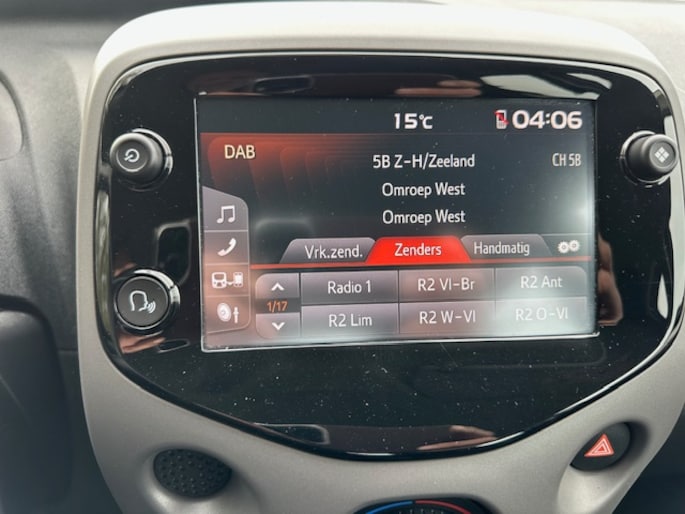 15°c 04:06
DAB
5B Z-H/Zeeland CH 5B
Omroep West
Omroep West
Vrk.zend. Zenders Handmatig
Radio 1 R2 Vl-Br R2 Ant
1/17
R2 Lim R2 W-Vl R2 O-Vl